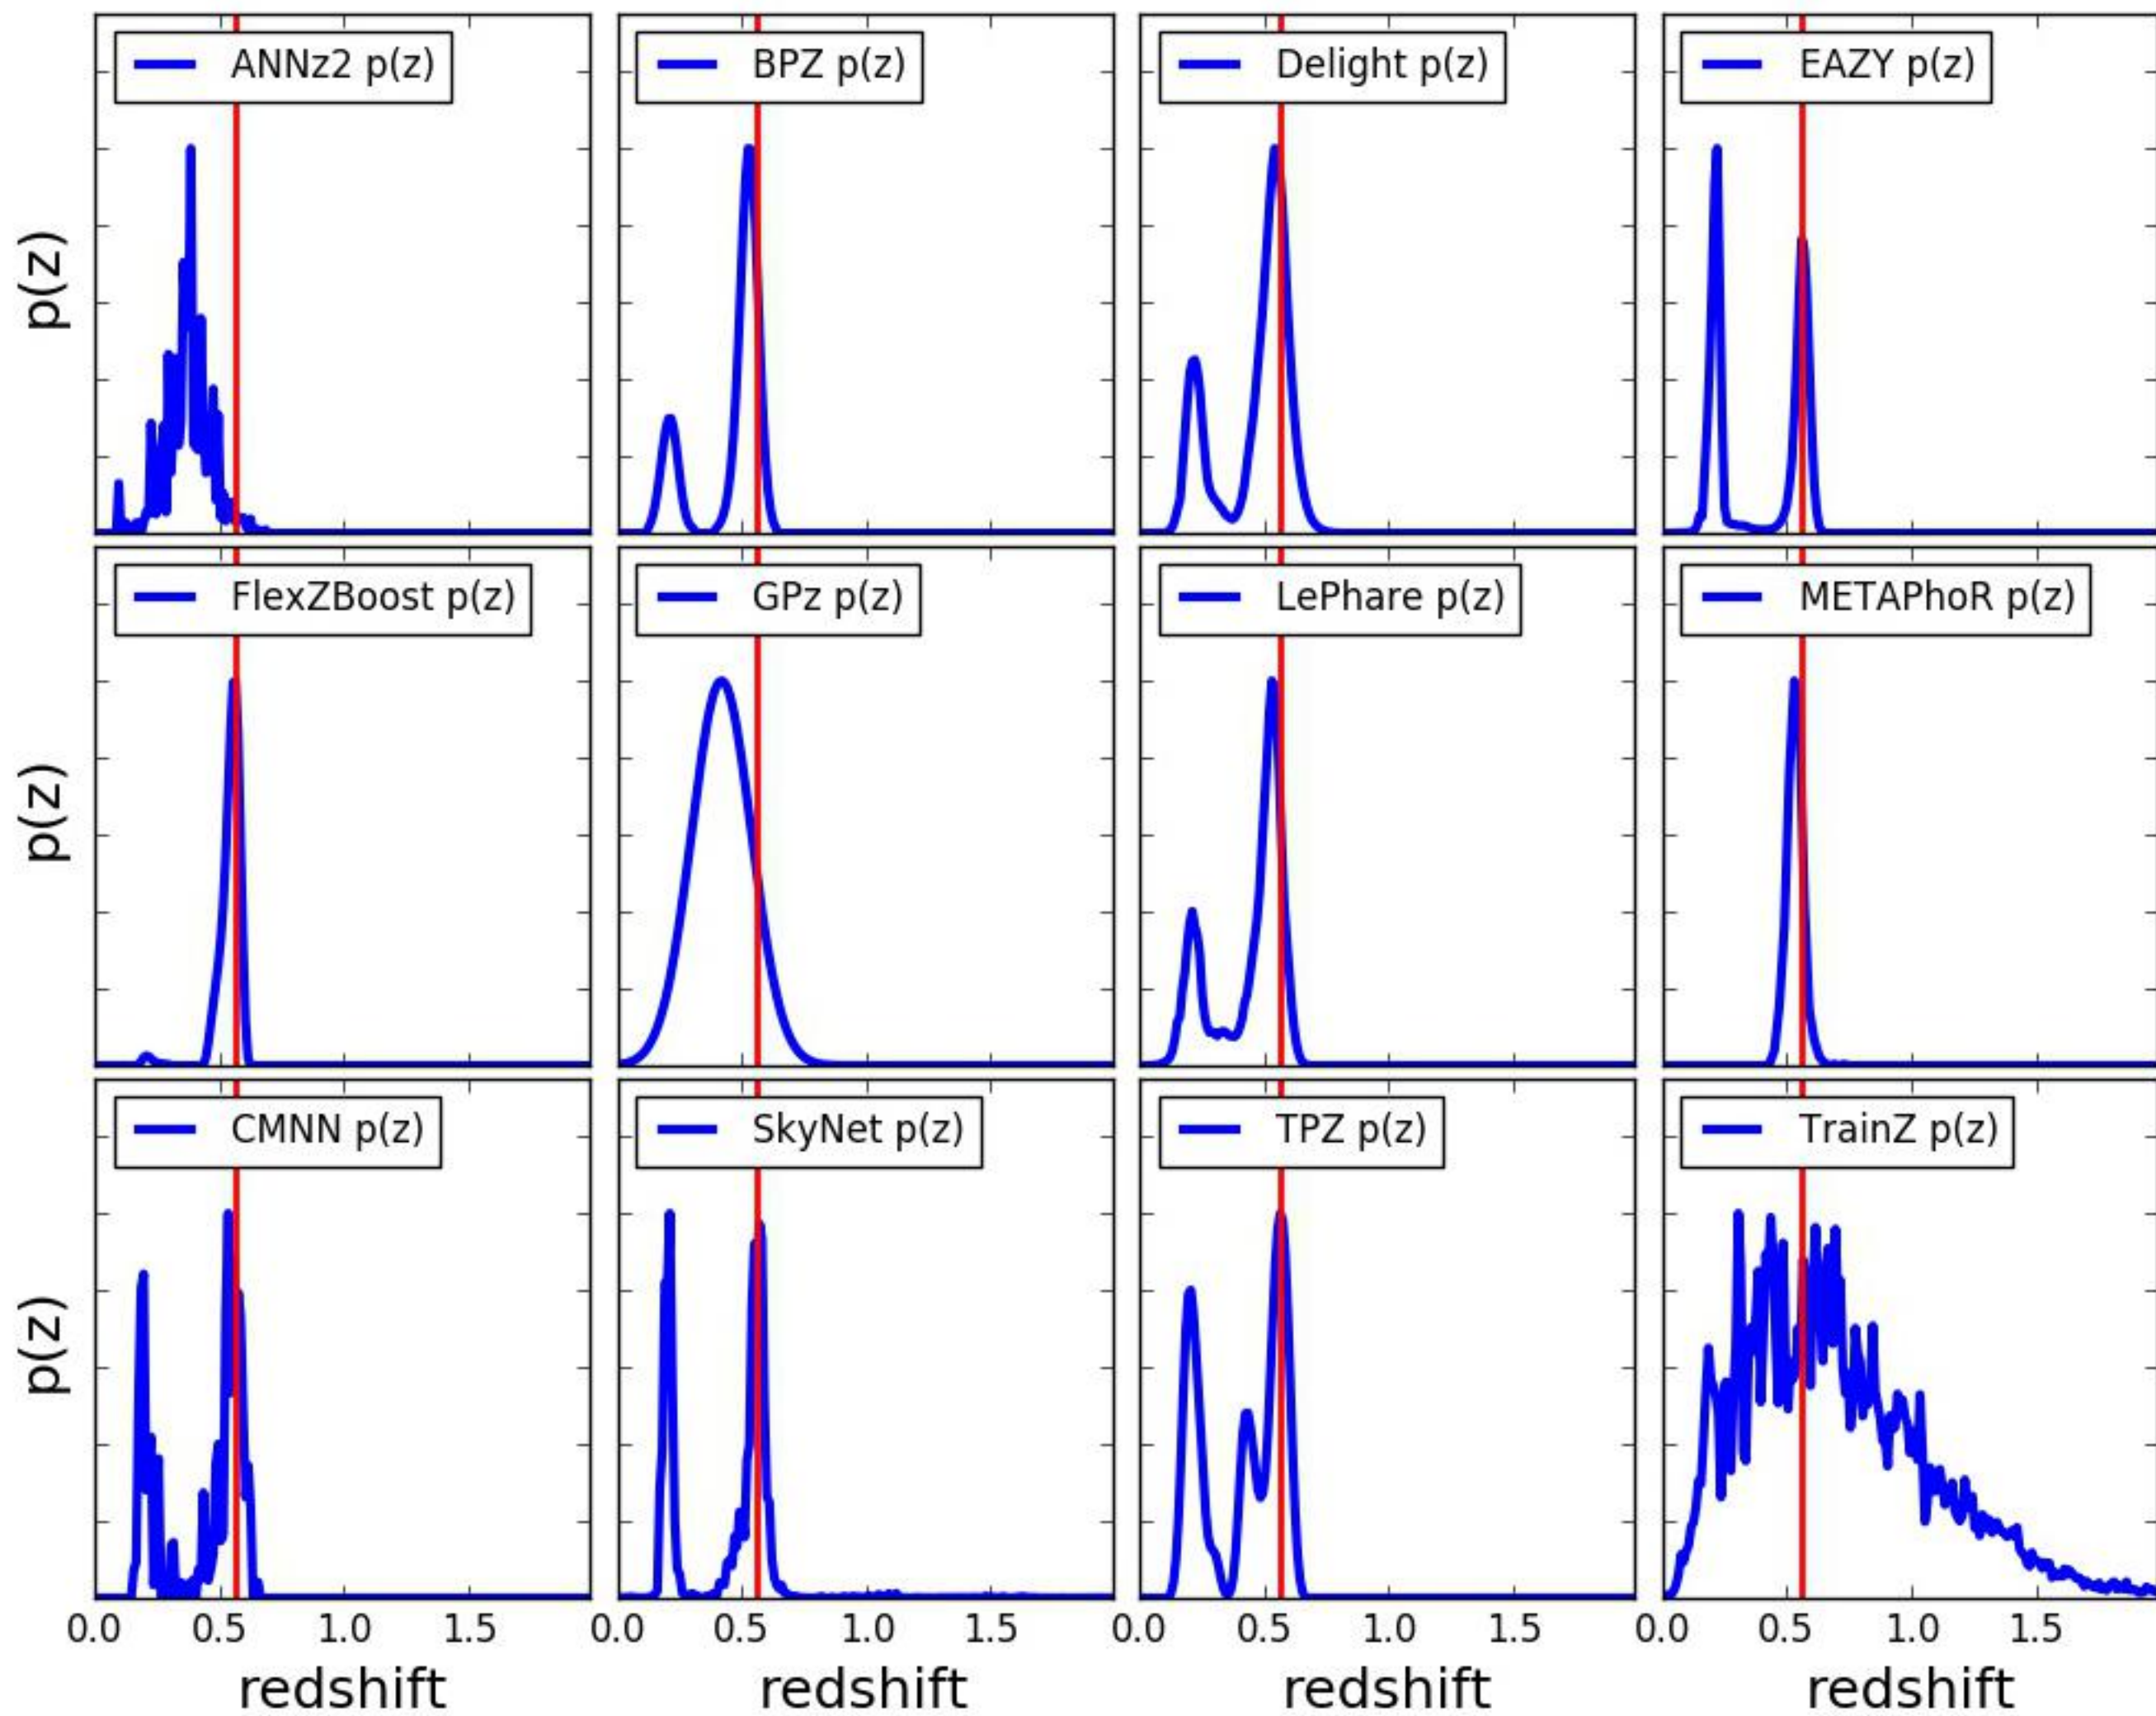 ANNz2 p(z)
BPZ p(z)
Delight p(z)
EAZY p(z)
p(z)
FlexZBoost p(z)
GPz p(z)
LePhare p(z)
METAPhoR p(z)
p(z)
CMNN p(z)
SkyNet p(z)
TPZ p(z)
TrainZ p(z)
p(z)
0.0 0.5 1.0 1.5
0.0 0.5 1.0 1.5
0.0 0.5 1.0 1.5
0.0 0.5 1.0 1.5
redshift
redshift
redshift
redshift